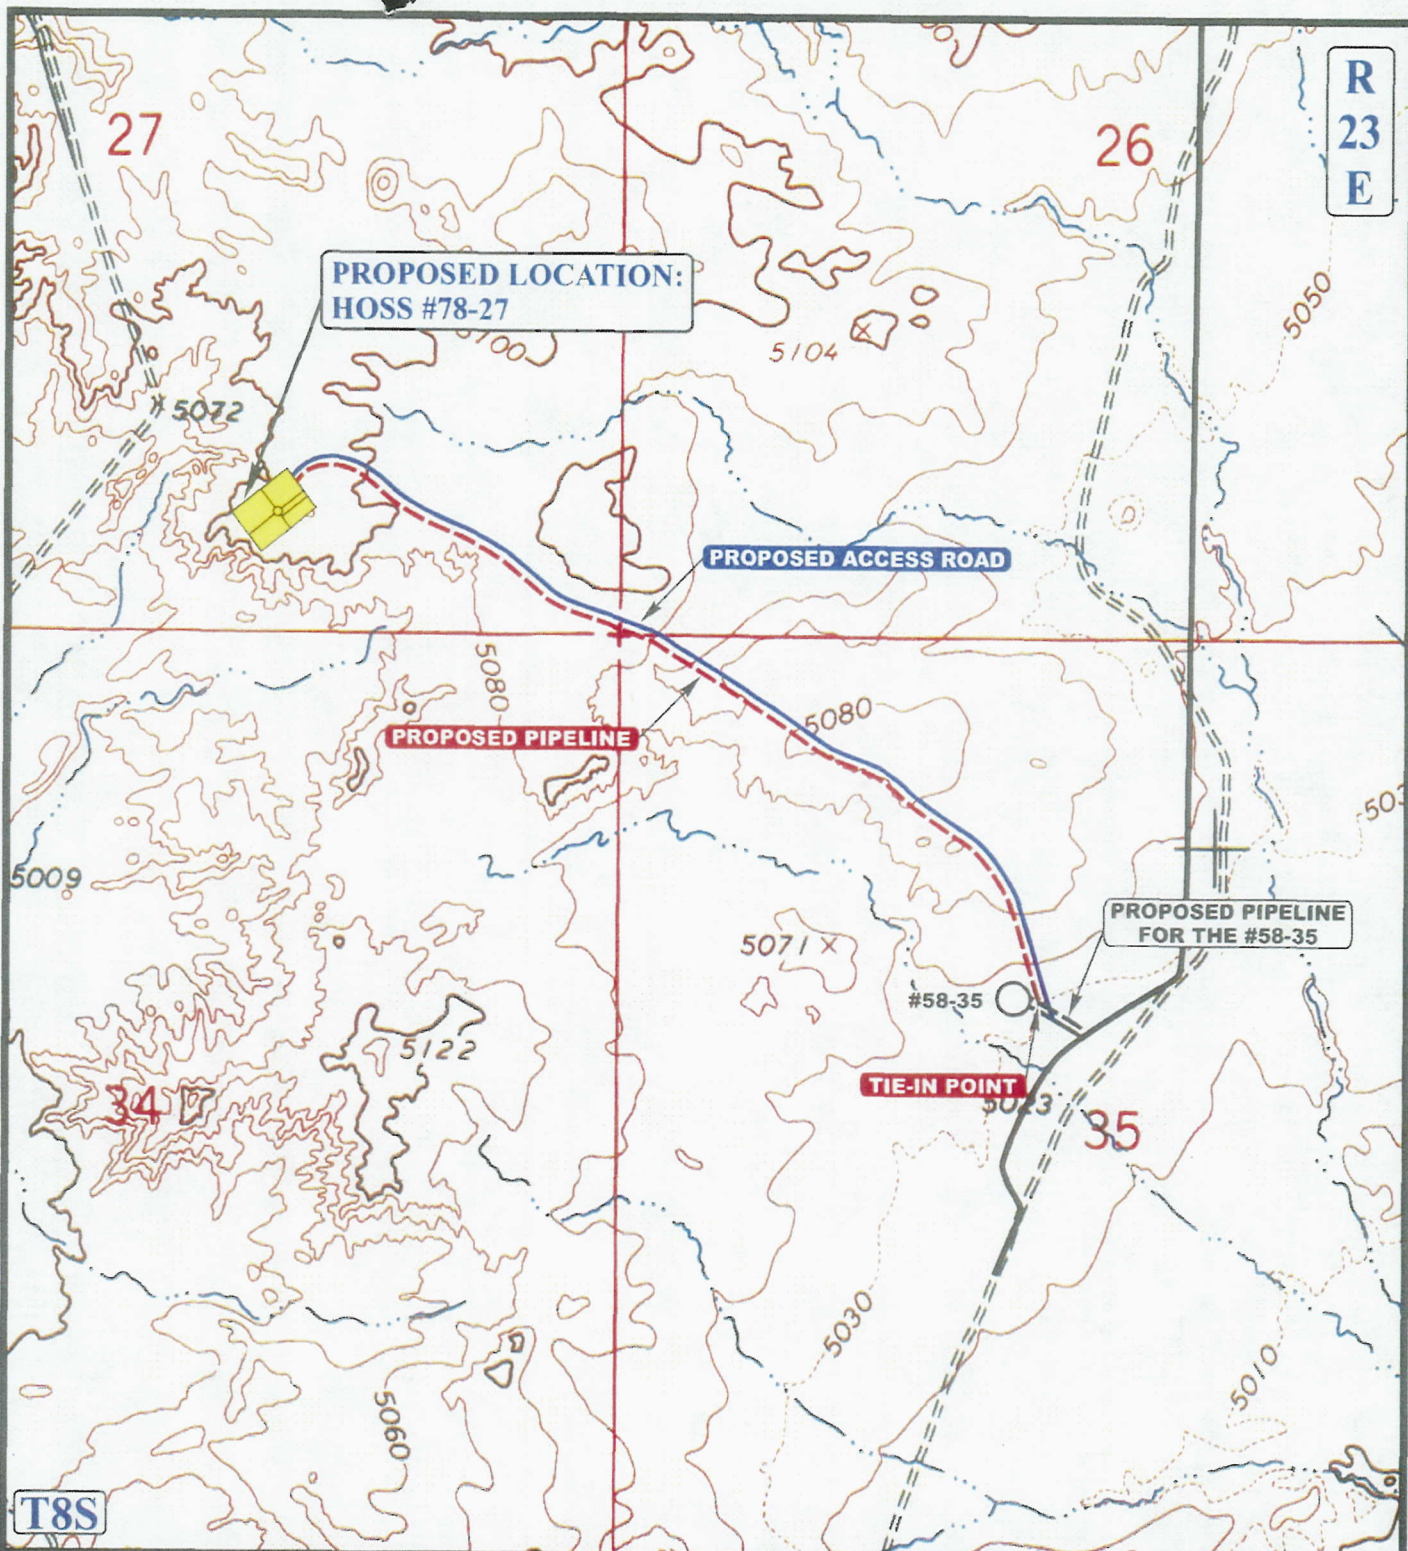 27
26
R
23
E
PROPOSED LOCATION:
HOSS #78-27
5050
5104
5072
PROPOSED ACCESS ROAD
5080
5080
PROPOSED PIPELINE
5009
PROPOSED PIPELINE
FOR THE #58-35
5071
#58-35
5122
TIE-IN POINT
5023
34
35
5030
5010
5060
T8S